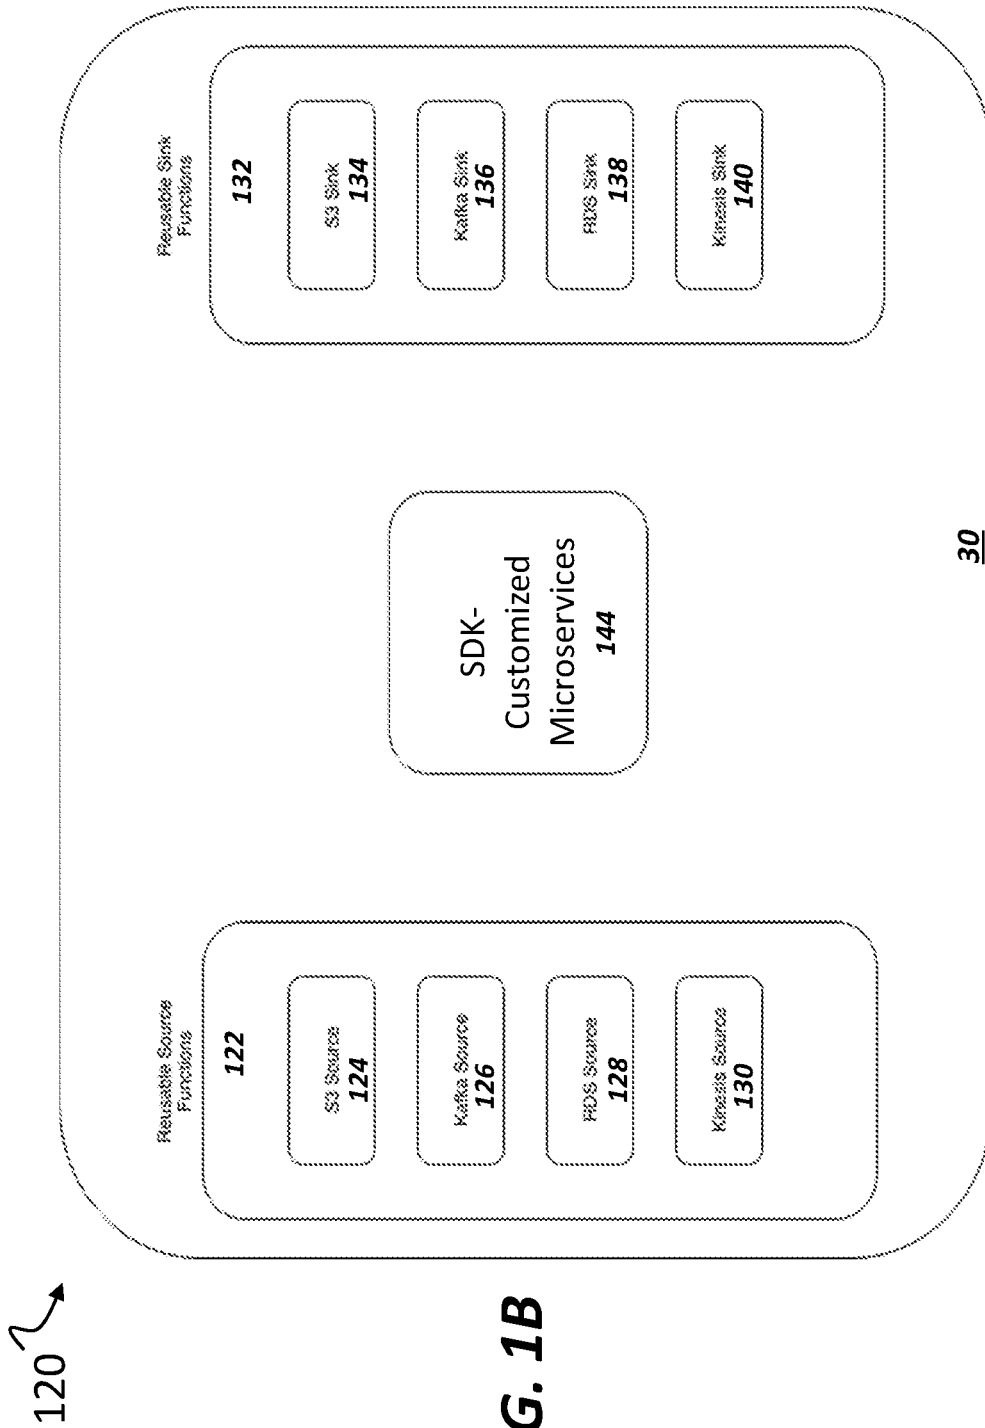 120
Reusable Source
Functions
122
S3 Source
124
Kafka Source
126
RDS Source
128
Kinesis Source
130
SDK-
Customized
Microservices
144
Reusable Sink
Functions
132
S3 Sink
134
Kafka Sink
136
RDS Sink
138
Kinesis Sink
140
30
G. 1B